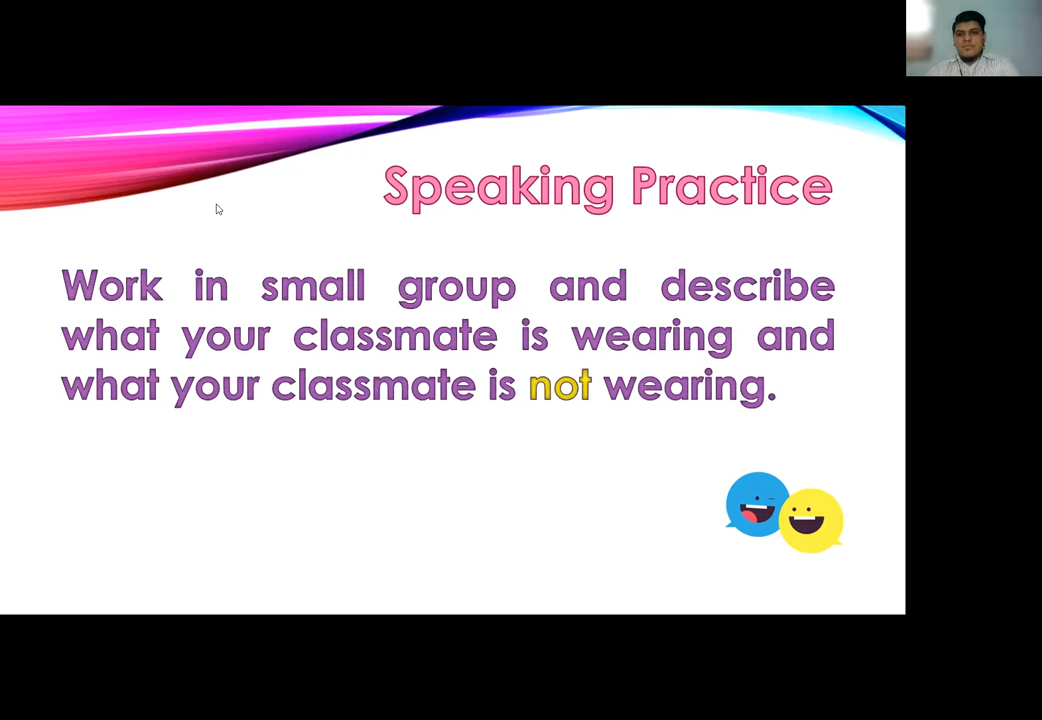 Speaking Practice
Work in small group and describe
what your classmate is wearing and
what your classmate is not wearing.